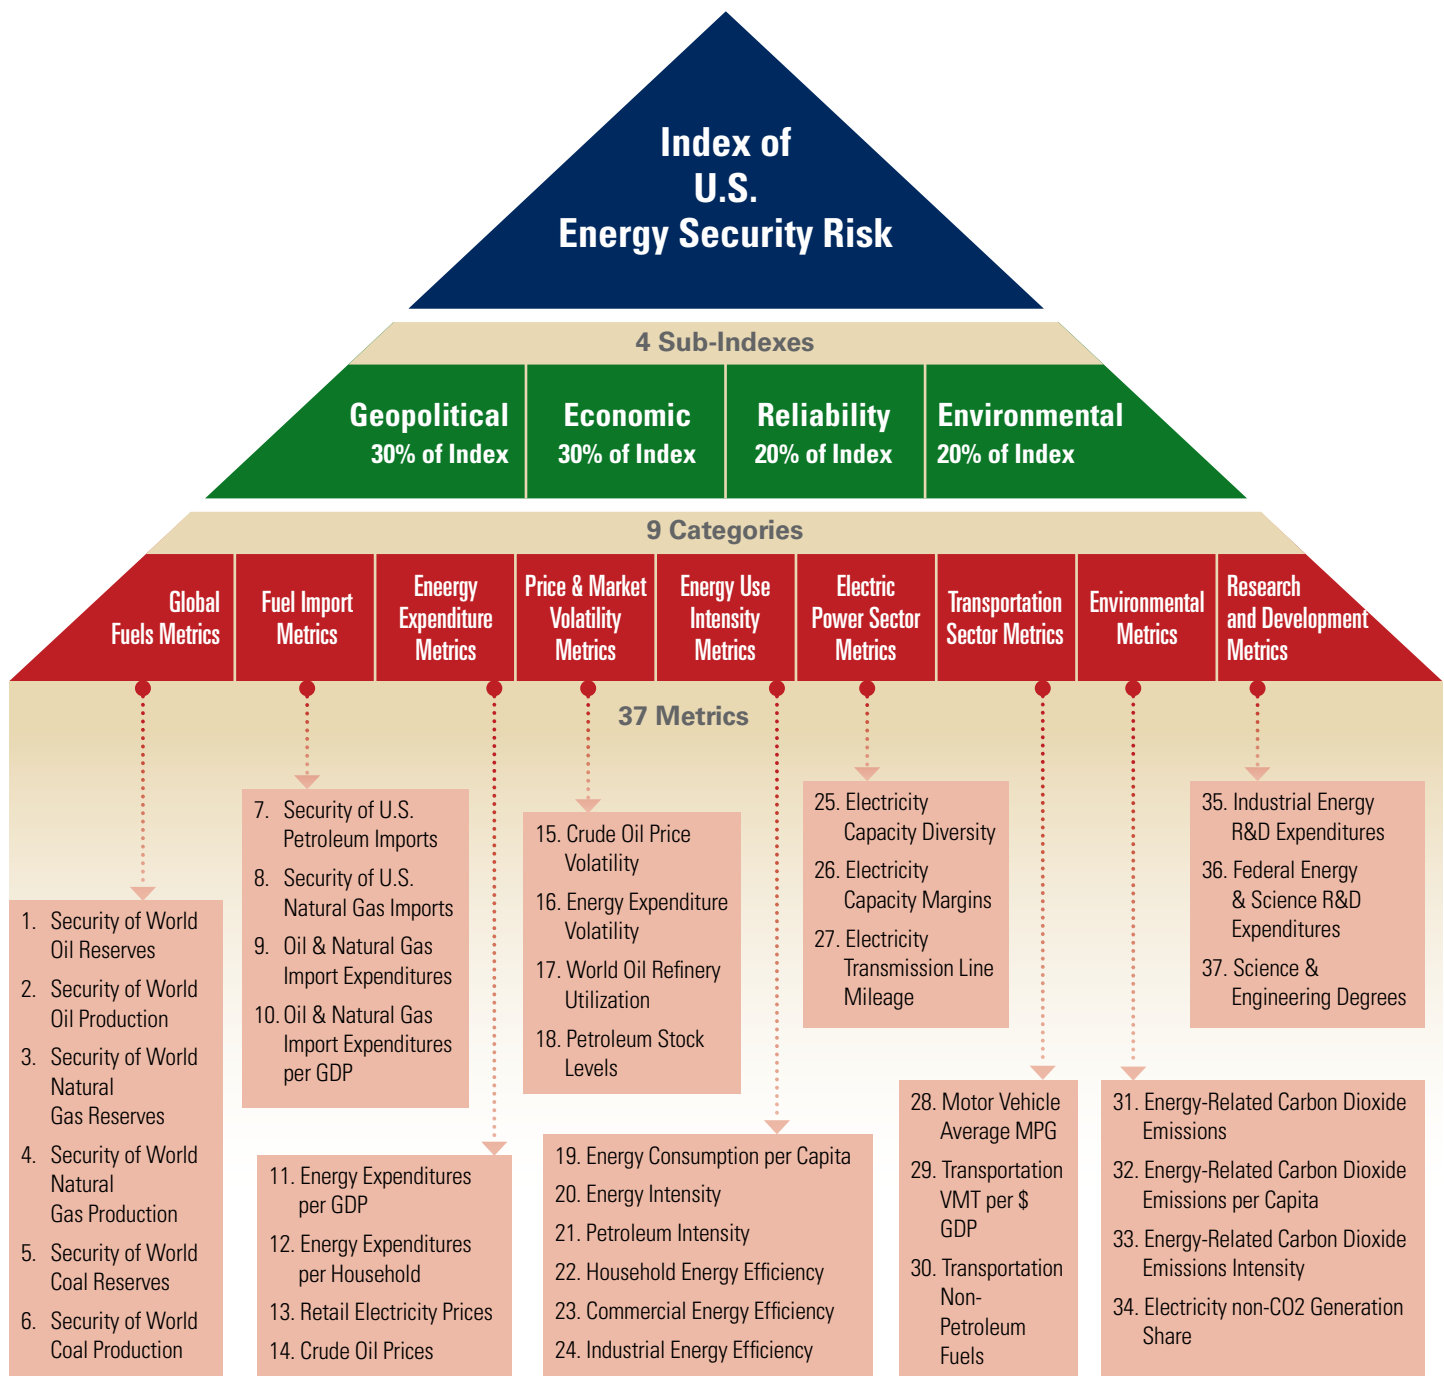 Index of
U.S.
Energy Security Risk
4 Sub-Indexes
Geopolitical
30% of Index
Economic
30% of Index
Reliability
20% of Index
Environmental
20% of Index
9 Categories
Global
Fuels Metrics
Fuel Import
Metrics
Eneergy
Expenditure
Metrics
Price & Market
Volatility
Metrics
Energy Use
Intensity
Metrics
Electric
Power Sector
Metrics
Transportation
Sector Metrics
Environmental
Metrics
Research
and Development
Metrics
37 Metrics
1. Security of World
Oil Reserves
2. Security of World
Oil Production
3. Security of World
Natural
Gas Reserves
4. Security of World
Natural
Gas Production
5. Security of World
Coal Reserves
6. Security of World
Coal Production
7. Security of U.S.
Petroleum Imports
8. Security of U.S.
Natural Gas Imports
9. Oil & Natural Gas
Import Expenditures
10. Oil & Natural Gas
Import Expenditures
per GDP
11. Energy Expenditures
per GDP
12. Energy Expenditures
per Household
13. Retail Electricity Prices
14. Crude Oil Prices
15. Crude Oil Price
Volatility
16. Energy Expenditure
Volatility
17. World Oil Refinery
Utilization
18. Petroleum Stock
Levels
19. Energy Consumption per Capita
20. Energy Intensity
21. Petroleum Intensity
22. Household Energy Efficiency
23. Commercial Energy Efficiency
24. Industrial Energy Efficiency
25. Electricity
Capacity Diversity
26. Electricity
Capacity Margins
27. Electricity
Transmission Line
Mileage
28. Motor Vehicle
Average MPG
29. Transportation
VMT per $
GDP
30. Transportation
Non-
Petroleum
Fuels
31. Energy-Related Carbon Dioxide
Emissions
32. Energy-Related Carbon Dioxide
Emissions per Capita
33. Energy-Related Carbon Dioxide
Emissions Intensity
34. Electricity non-CO2 Generation
Share
35. Industrial Energy
R&D Expenditures
36. Federal Energy
& Science R&D
Expenditures
37. Science &
Engineering Degrees